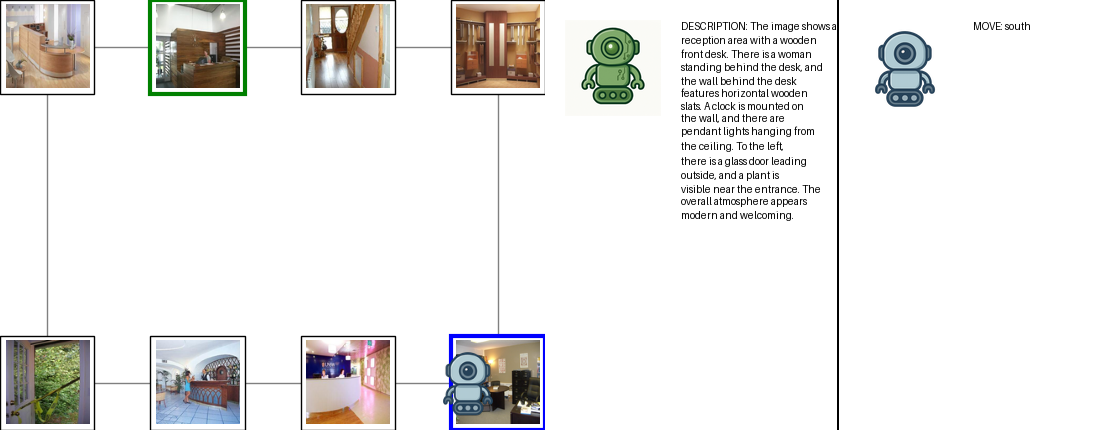 DESCRIPTION: The image shows a
reception area with a wooden
front desk. There is a woman
standing behind the desk, and
the wall behind the desk
features horizontal wooden
slats. A clock is mounted on
the wall, and there are
pendant lights hanging from
the ceiling. To the left,
there is a glass door leading
outside, and a plant is
visible near the entrance. The
overall atmosphere appears
modern and welcoming.
MOVE: south